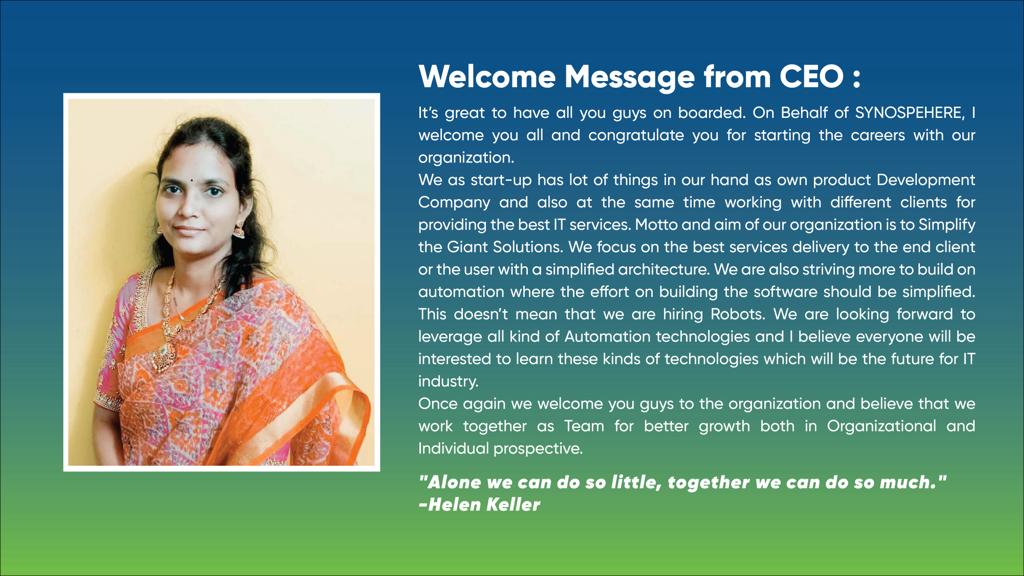 Welcome Message from CEO :
It's great to have all you guys on boarded. On Behalf of SYNOSPEHERE, I
welcome you all and congratulate you for starting the careers with our
organization.
We as start-up has lot of things in our hand as own product Development
Company and also at the same time working with different clients for
providing the best IT services. Motto and aim of our organization is to Simplify
the Giant Solutions. We focus on the best services delivery to the end client
or the user with a simplified architecture. We are also striving more to build on
automation where the effort on building the software should be simplified.
This doesn't mean that we are hiring Robots. We are looking forward to
leverage all kind of Automation technologies and I believe everyone will be
interested to learn these kinds of technologies which will be the future for IT
industry.
Once again we welcome you guys to the organization and believe that we
work together as Team for better growth both in Organizational and
Individual prospective.
"Alone we can do so little, together we can do so much."
-Helen Keller